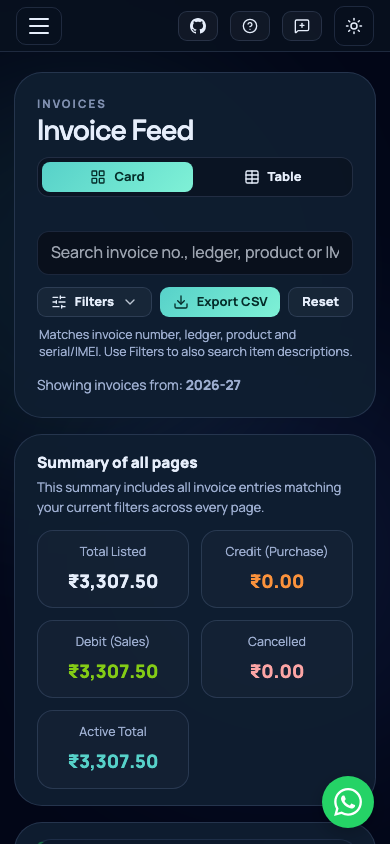 INVOICES
Invoice Feed
Card
Table
Search invoice no., ledger, product or IM
Filters
Export CSV
Reset
Matches invoice number, ledger, product and
serial/IMEI. Use Filters to also search item descriptions.
Showing invoices from: 2026-27
Summary of all pages
This summary includes all invoice entries matching
your current filters across every page.
Total Listed
₹3,307.50
Credit (Purchase)
₹0.00
Debit (Sales)
₹3,307.50
Cancelled
₹0.00
Active Total
₹3,307.50